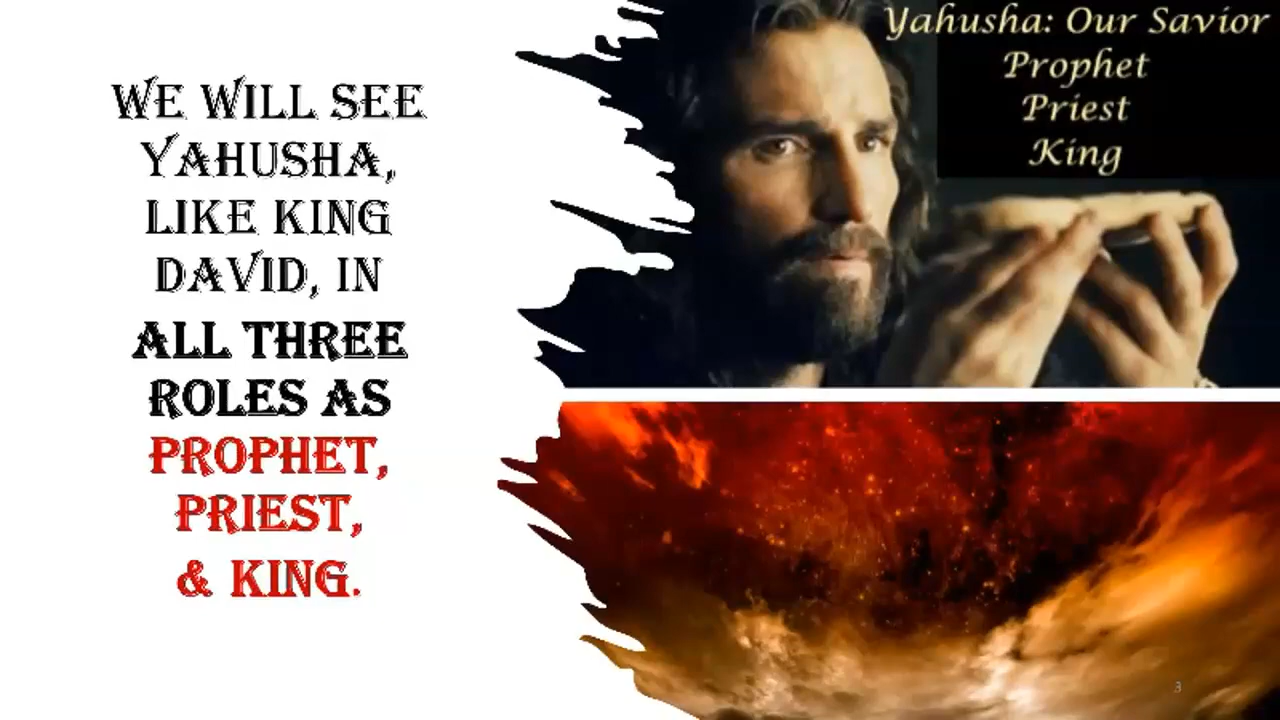 WE WILL SEE
YAHUSHA,
LIKE KING
DAVID, IN
ALL THREE
ROLES AS
PROPHET,
PRIEST,
& KING.
Yahusha: Our Savior
Prophet
Priest
King
3